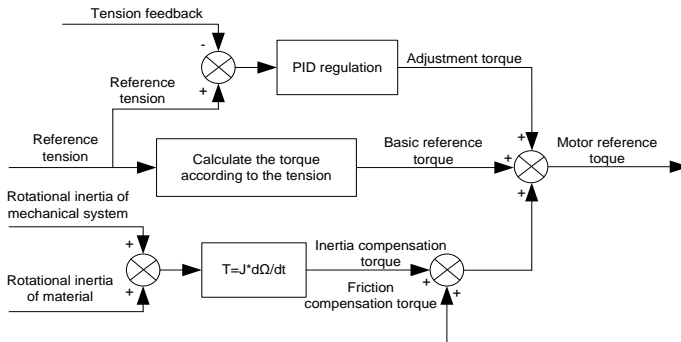 Tension feedback
-
PID regulation
Adjustment torque
Reference
tension
+
Reference
tension
Calculate the torque
according to the tension
Basic reference
torque
+
+
+
Motor reference
toque
Rotational inertia of
mechanical system
+
Rotational inertia
of material
+
T=J*dΩ/dt
Inertia compensation
torque
+
Friction
compensation torque
+